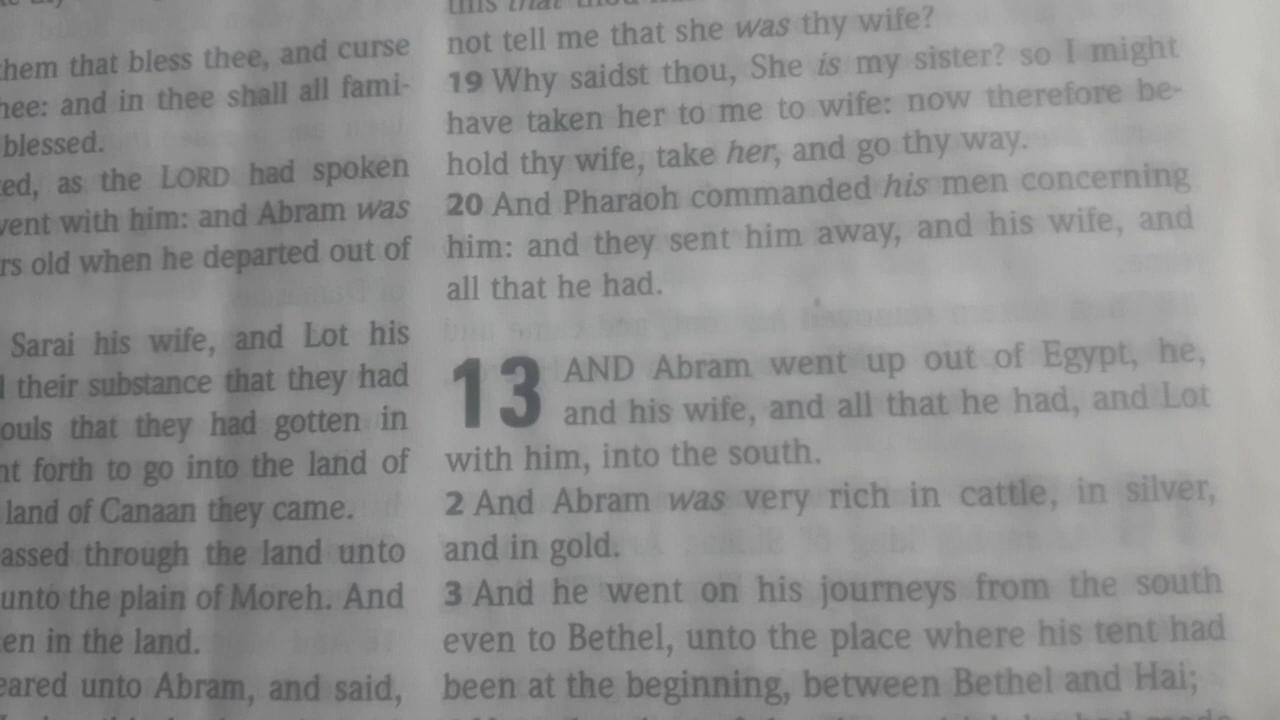 them that bless thee, and curse
hee: and in thee shall all fami-
blessed.
ed, as the LORD had spoken
went with him: and Abram was
rs old when he departed out of
Sarai his wife, and Lot his
their substance that they had
ouls that they had gotten in
nt forth to go into the land of
land of Canaan they came.
assed through the land unto
unto the plain of Moreh. And
en in the land.
eared unto Abram, and said,
this that thou
not tell me that she was thy wife?
19 Why saidst thou, She is my sister? so I might
have taken her to me to wife: now therefore be-
hold thy wife, take her, and go thy way.
20 And Pharaoh commanded his men concerning
him: and they sent him away, and his wife, and
all that he had.
13 AND Abram went up out of Egypt, he,
and his wife, and all that he had, and Lot
with him, into the south.
2 And Abram was very rich in cattle, in silver,
and in gold.
3 And he went on his journeys from the south
even to Bethel, unto the place where his tent had
been at the beginning, between Bethel and Hai;